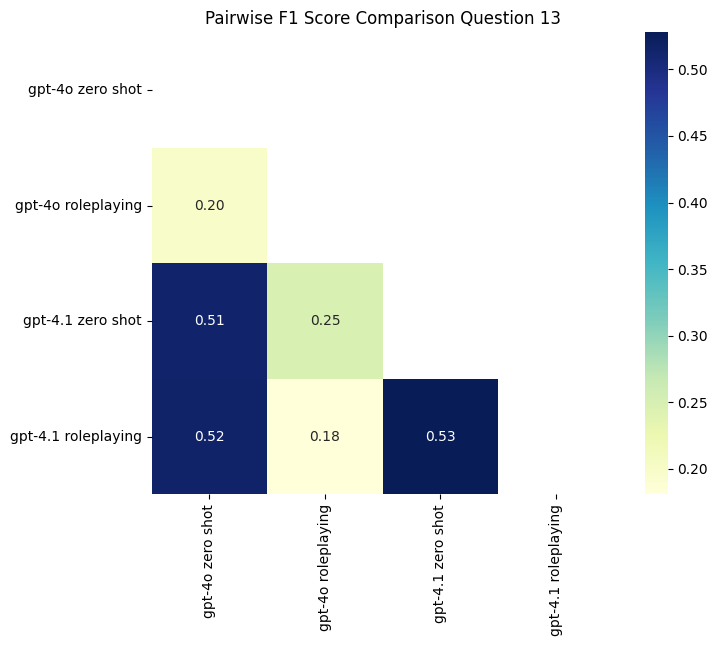 Pairwise F1 Score Comparison Question 13
gpt-4o zero shot
gpt-4o roleplaying
gpt-4.1 zero shot
gpt-4.1 roleplaying
0.20
0.51 0.25
0.52 0.18 0.53
gpt-4o zero shot
gpt-4o roleplaying
gpt-4.1 zero shot
gpt-4.1 roleplaying
0.50
0.45
0.40
0.35
0.30
0.25
0.20